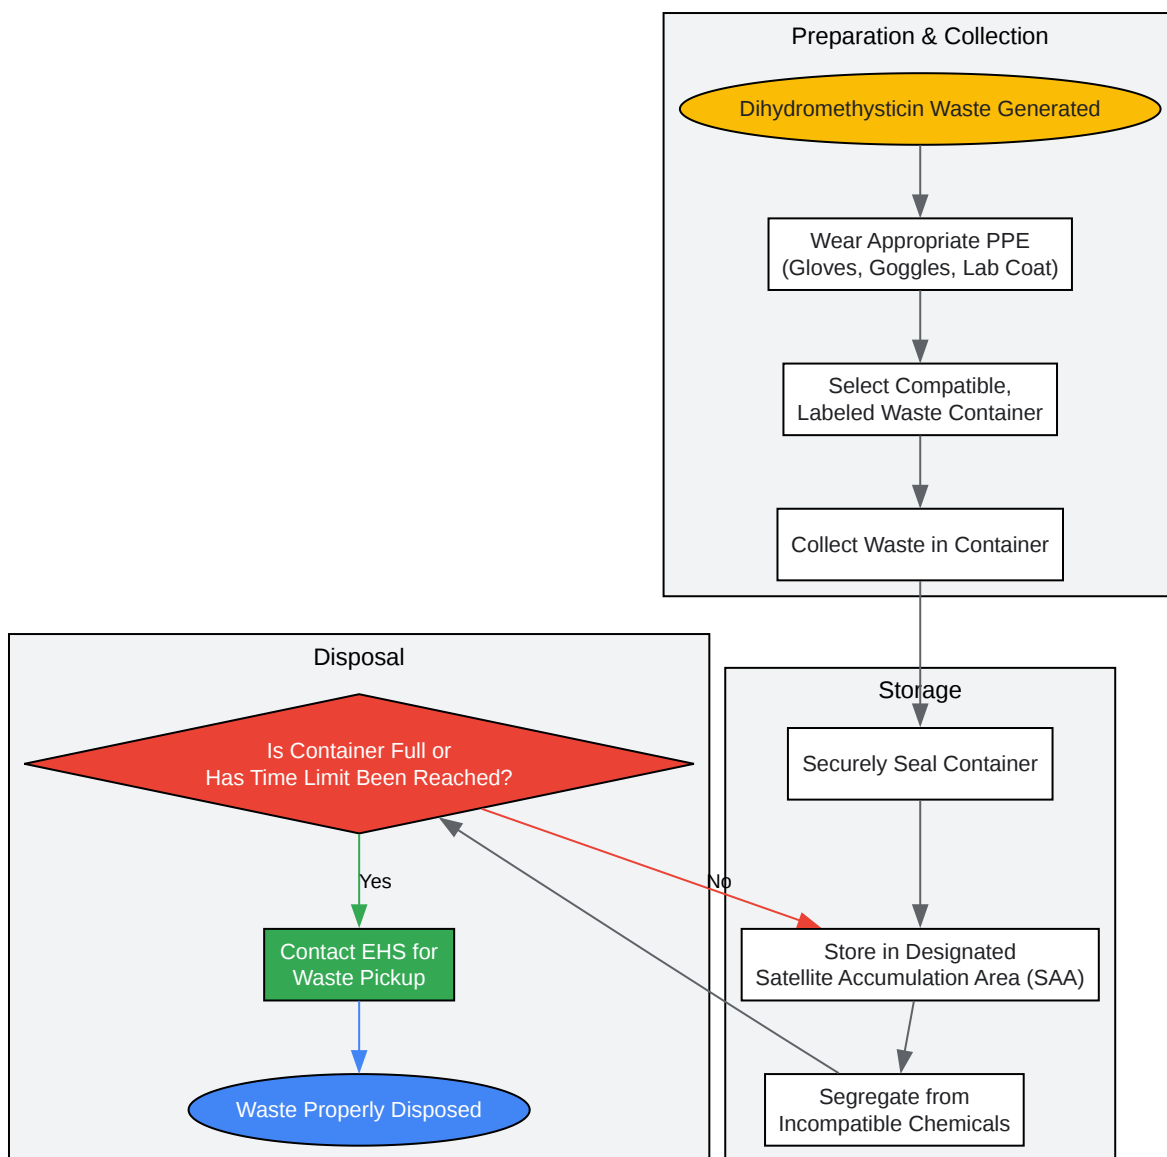 Preparation & Collection
Dihydromethysticin Waste Generated
Wear Appropriate PPE
(Gloves, Goggles, Lab Coat)
Select Compatible,
Labeled Waste Container
Collect Waste in Container
Storage
Securely Seal Container
Store in Designated
Satellite Accumulation Area (SAA)
Segregate from
Incompatible Chemicals
Disposal
Is Container Full or
Has Time Limit Been Reached?
No
Yes
Contact EHS for
Waste Pickup
Waste Properly Disposed